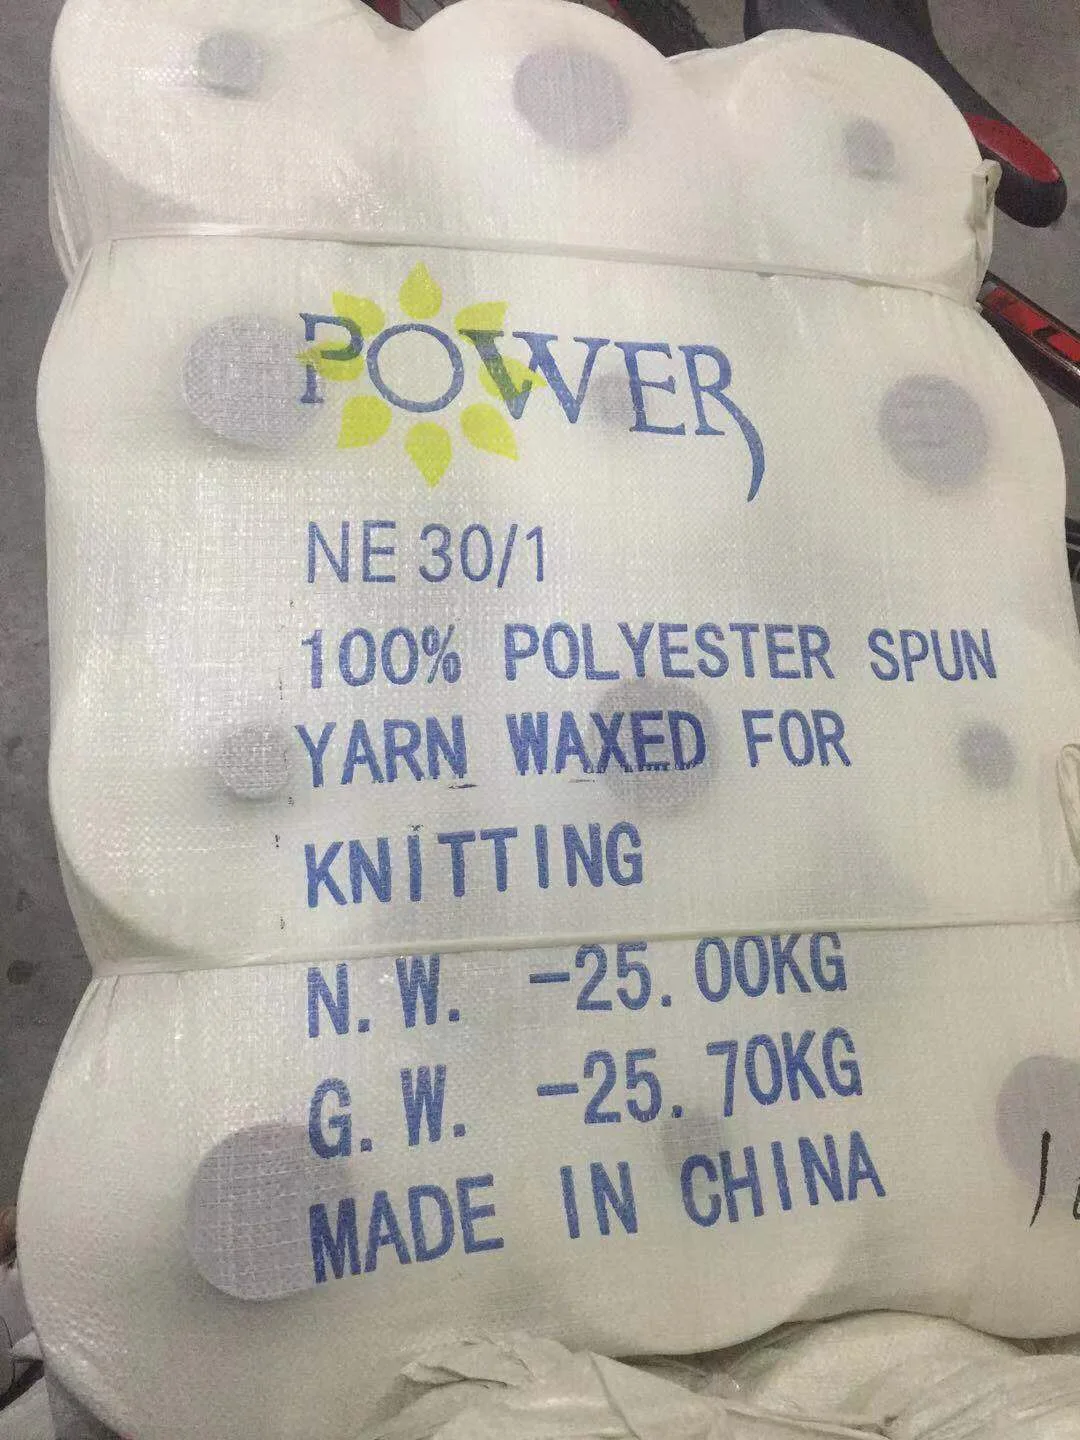 POWER
NE 30/1
100% POLYESTER SPUN
YARN WAXED FOR
KNITTING
N. W. -25. 00KG
G. W. -25. 70KG
MADE IN CHINA